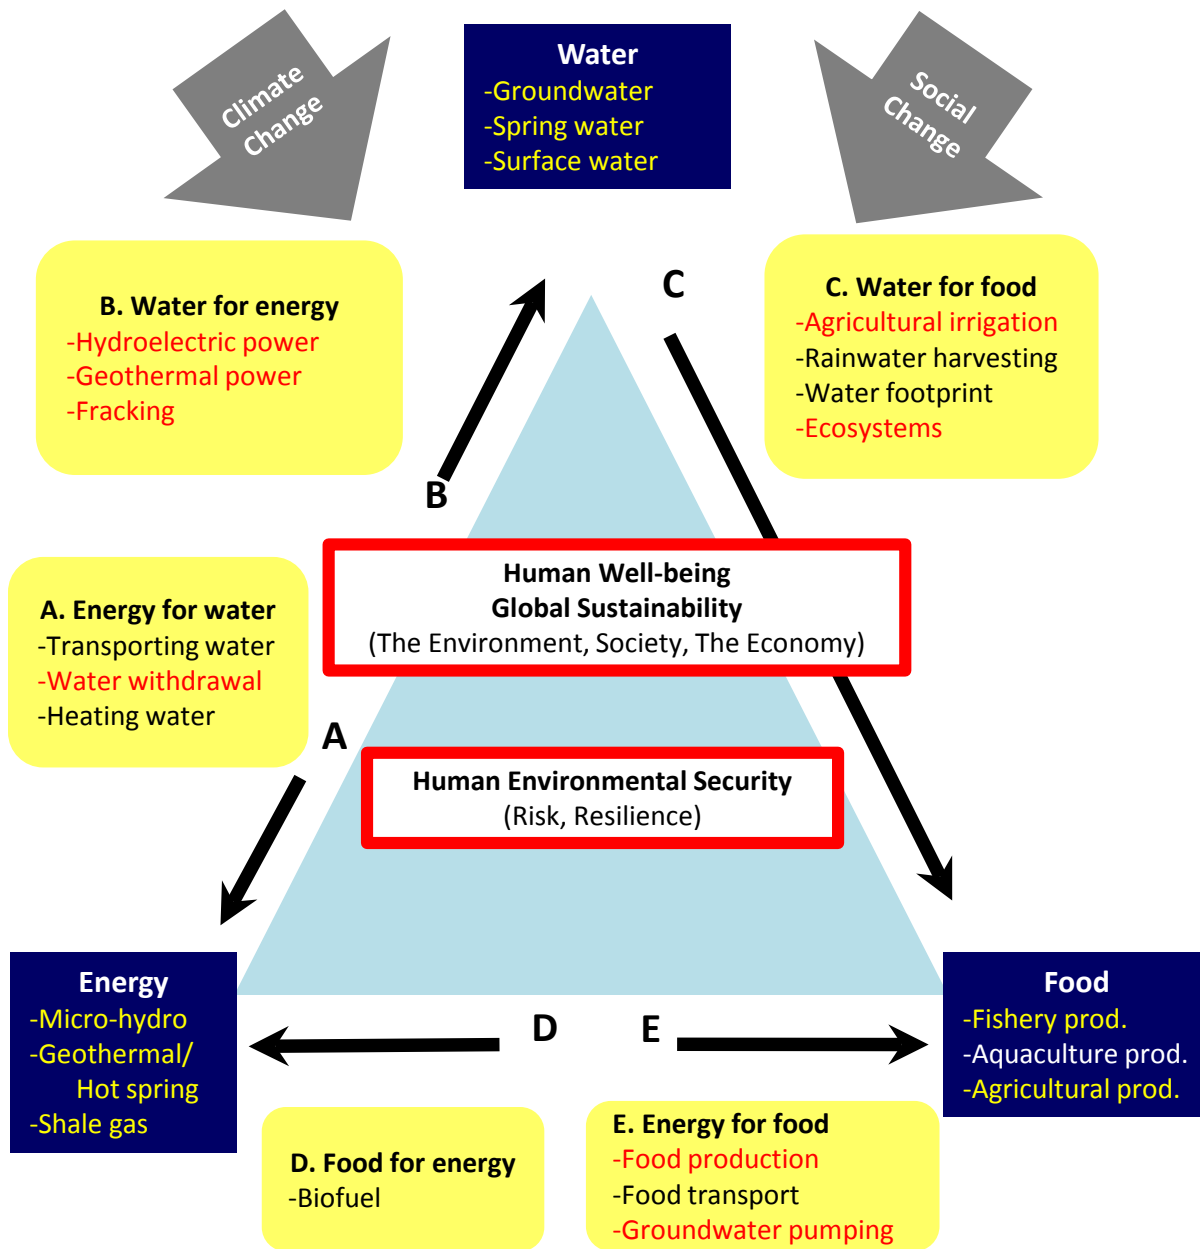 Climate
Change
Water
-Groundwater
-Spring water
-Surface water
Social
Change
B. Water for energy
-Hydroelectric power
-Geothermal power
-Fracking
C
C. Water for food
-Agricultural irrigation
-Rainwater harvesting
-Water footprint
-Ecosystems
B
A. Energy for water
-Transporting water
-Water withdrawal
-Heating water
Human Well-being
Global Sustainability
(The Environment, Society, The Economy)
A
Human Environmental Security
(Risk, Resilience)
Energy
-Micro-hydro
-Geothermal/
Hot spring
-Shale gas
D
E
Food
-Fishery prod.
-Aquaculture prod.
-Agricultural prod.
D. Food for energy
-Biofuel
E. Energy for food
-Food production
-Food transport
-Groundwater pumping